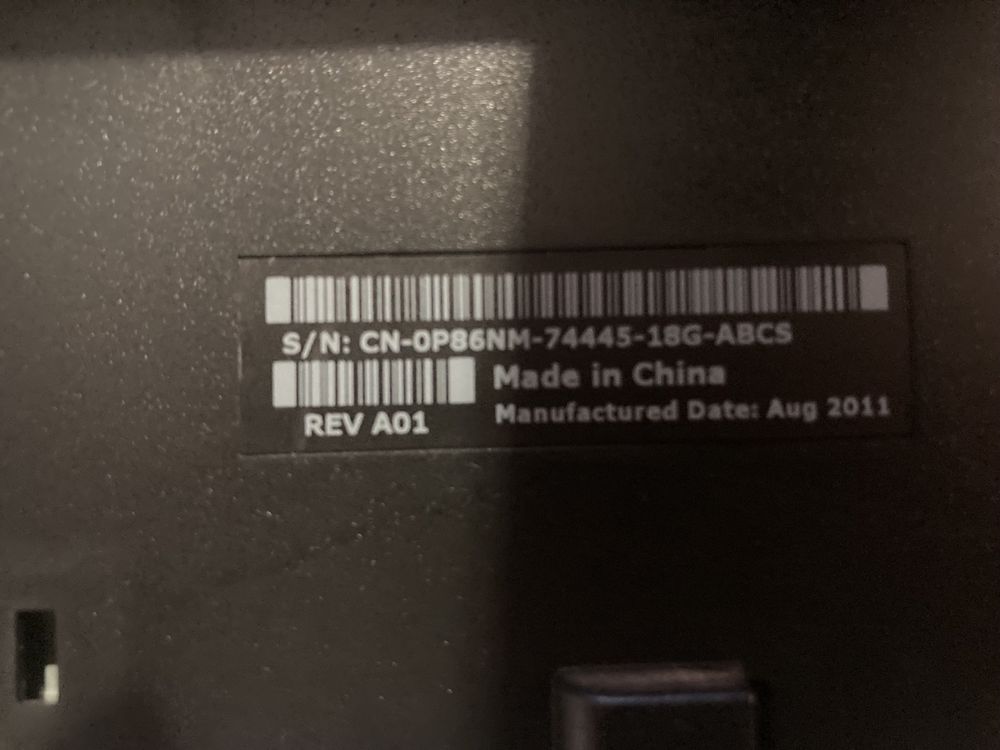 S/N: CN-0P86NM-74445-18G-ABCS
Made in China
REV A01
Manufactured Date: Aug 2011